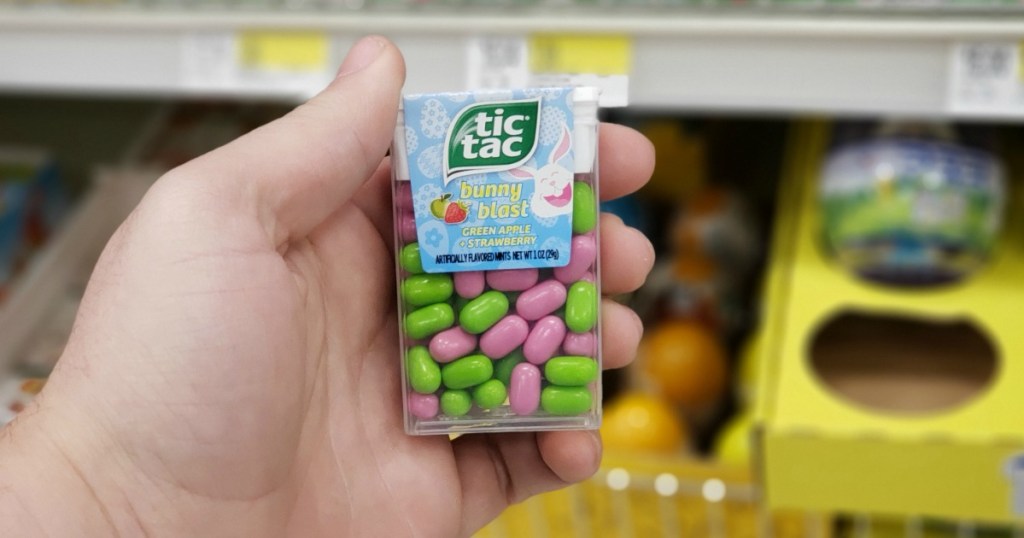 tic
tac
bunny
blast
GREEN APPLE
+ STRAWBERRY
ARTIFICIALLY FLAVORED MINTS NET WT 1 OZ (29g)